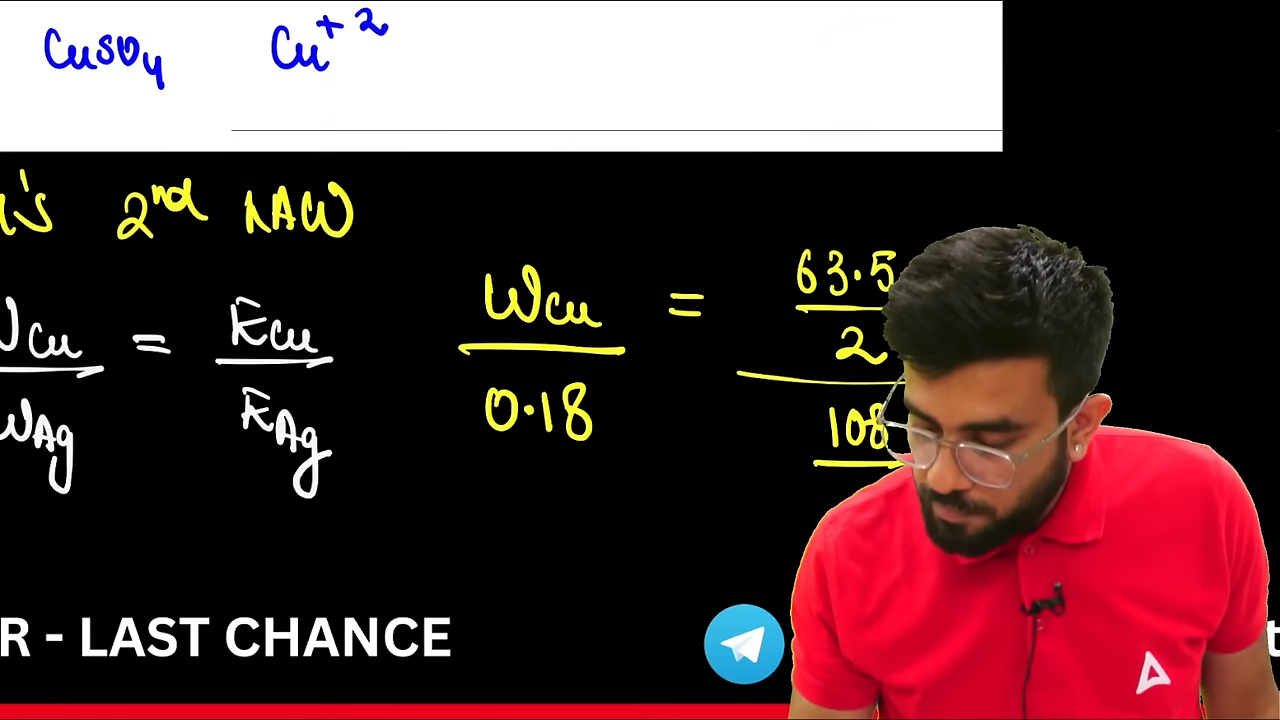 CuSO4 Cu+2
's 2nd LAW
WCu = ECu
WAg EAg
WCu = 63.5
2
0.18 108
R - LAST CHANCE